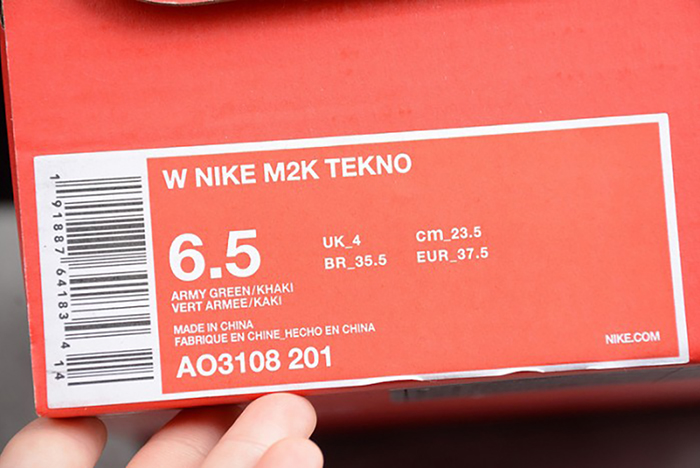 W NIKE M2K TEKNO
6.5
UK_4 cm_23.5
BR_35.5 EUR_37.5
ARMY GREEN/KHAKI
VERT ARMEE/KAKI
MADE IN CHINA
FABRIQUE EN CHINE_HECHO EN CHINA
AO3108 201
NIKE.COM
1 91887 64183 4 14